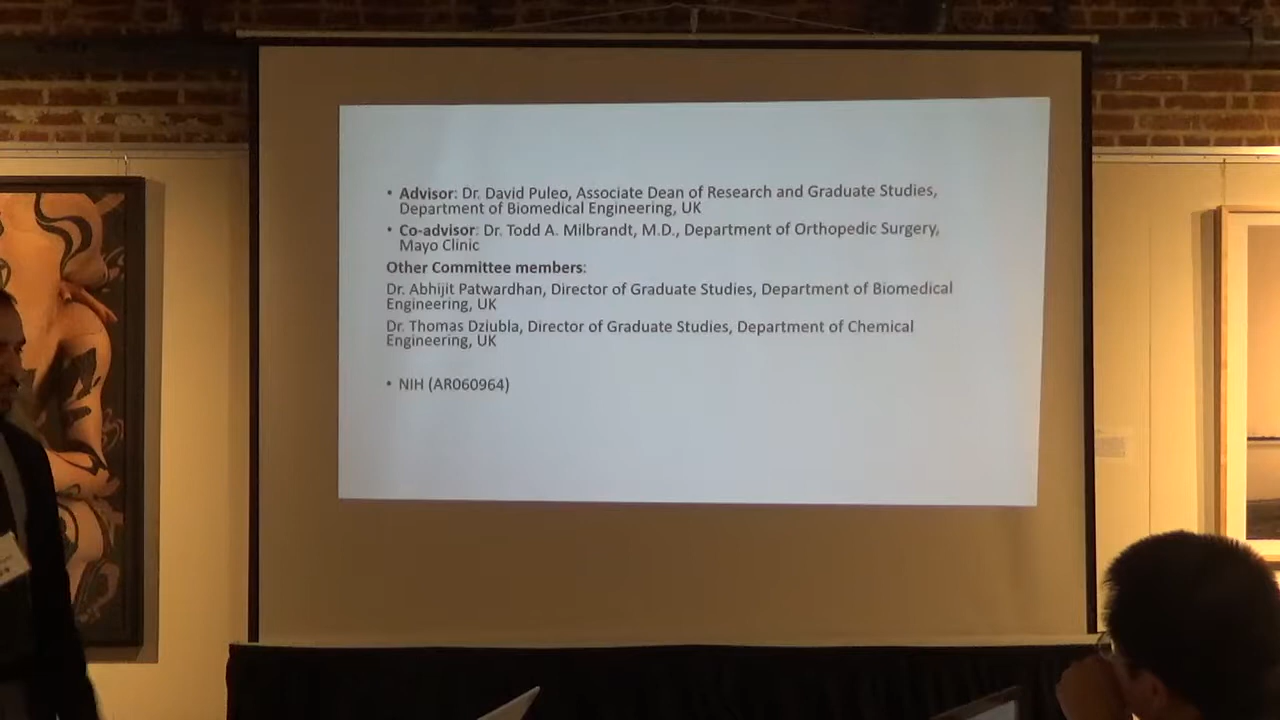 • Advisor: Dr. David Puleo, Associate Dean of Research and Graduate Studies,
Department of Biomedical Engineering, UK
• Co-advisor: Dr. Todd A. Milbrandt, M.D., Department of Orthopedic Surgery,
Mayo Clinic
Other Committee members:
Dr. Abhijit Patwardhan, Director of Graduate Studies, Department of Biomedical
Engineering, UK
Dr. Thomas Dziubla, Director of Graduate Studies, Department of Chemical
Engineering, UK
• NIH (AR060964)